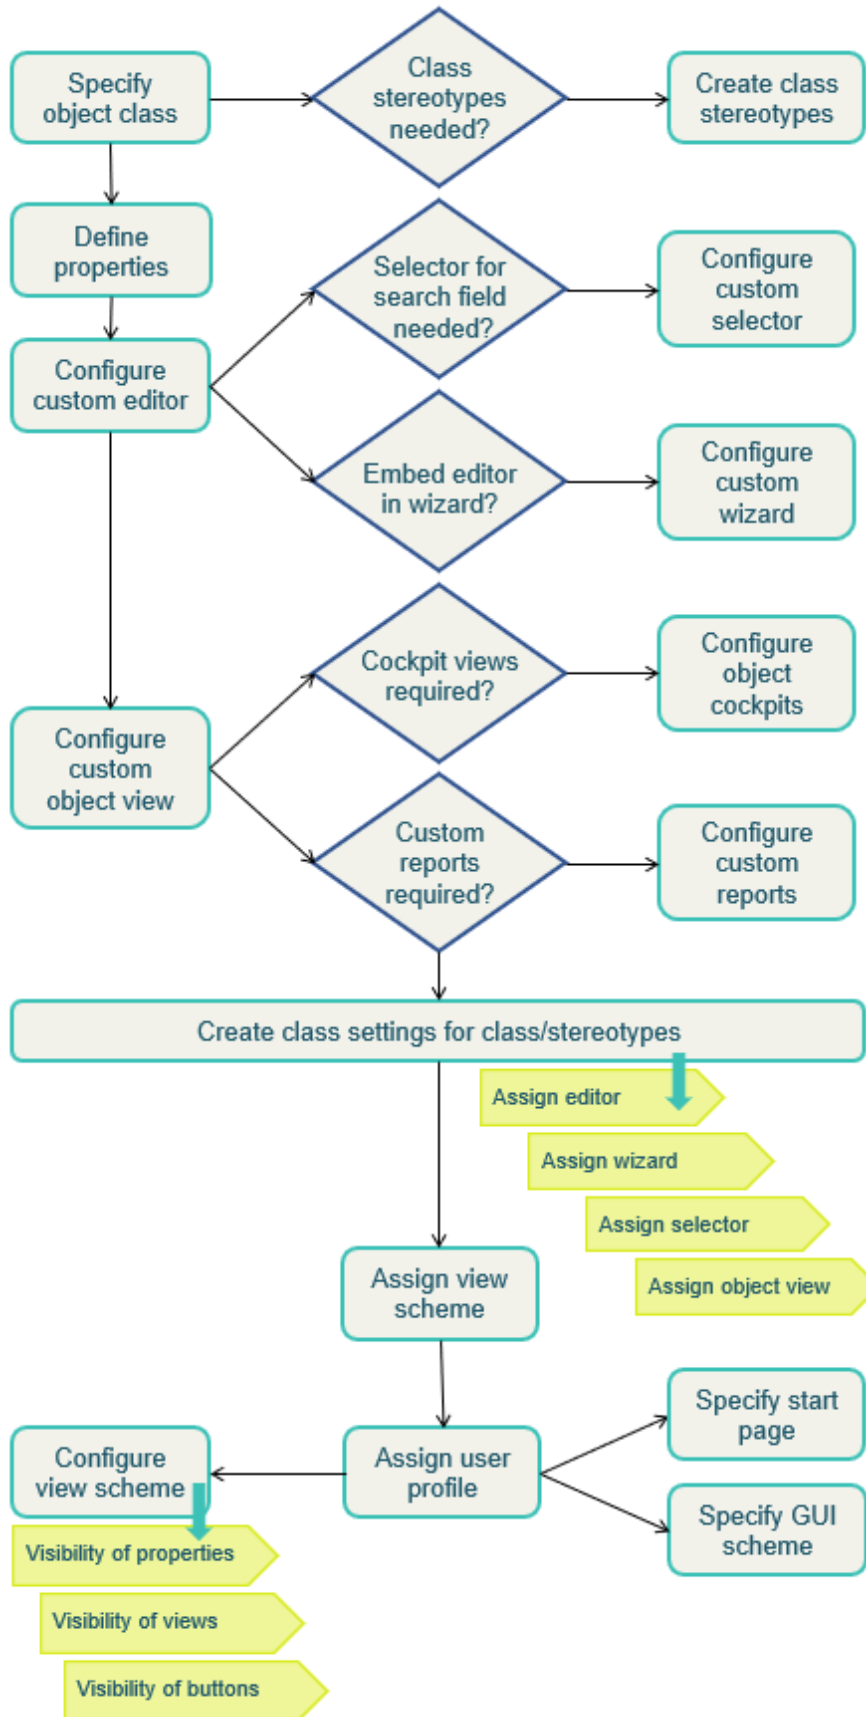 Specify
object class
Class
stereotypes
needed?
Create class
stereotypes
Define
properties
Selector for
search field
needed?
Configure
custom
selector
Configure
custom editor
Embed editor
in wizard?
Configure
custom
wizard
Cockpit views
required?
Configure
object
cockpits
Configure
custom
object view
Custom
reports
required?
Configure
custom
reports
Create class settings for class/stereotypes
Assign editor
Assign wizard
Assign selector
Assign object view
Assign view
scheme
Specify start
page
Configure
view scheme
Assign user
profile
Specify GUI
scheme
Visibility of properties
Visibility of views
Visibility of buttons